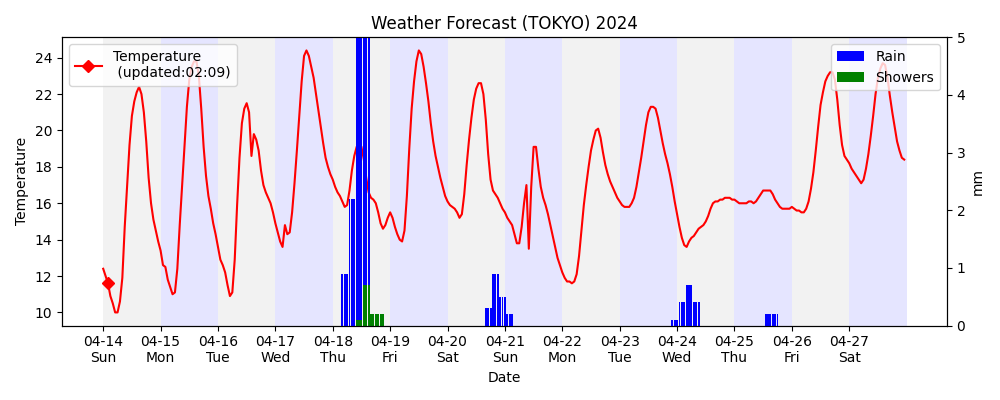 Weather Forecast (TOKYO) 2024
Temperature
(updated:02:09)
Rain
Showers
24
22
20
18
16
14
12
10
Temperature
5
4
3
2
1
0
mm
04-14 04-15 04-16 04-17 04-18 04-19 04-20 04-21 04-22 04-23 04-24 04-25 04-26 04-27
Sun Mon Tue Wed Thu Fri Sat Sun Mon Tue Wed Thu Fri Sat
Date